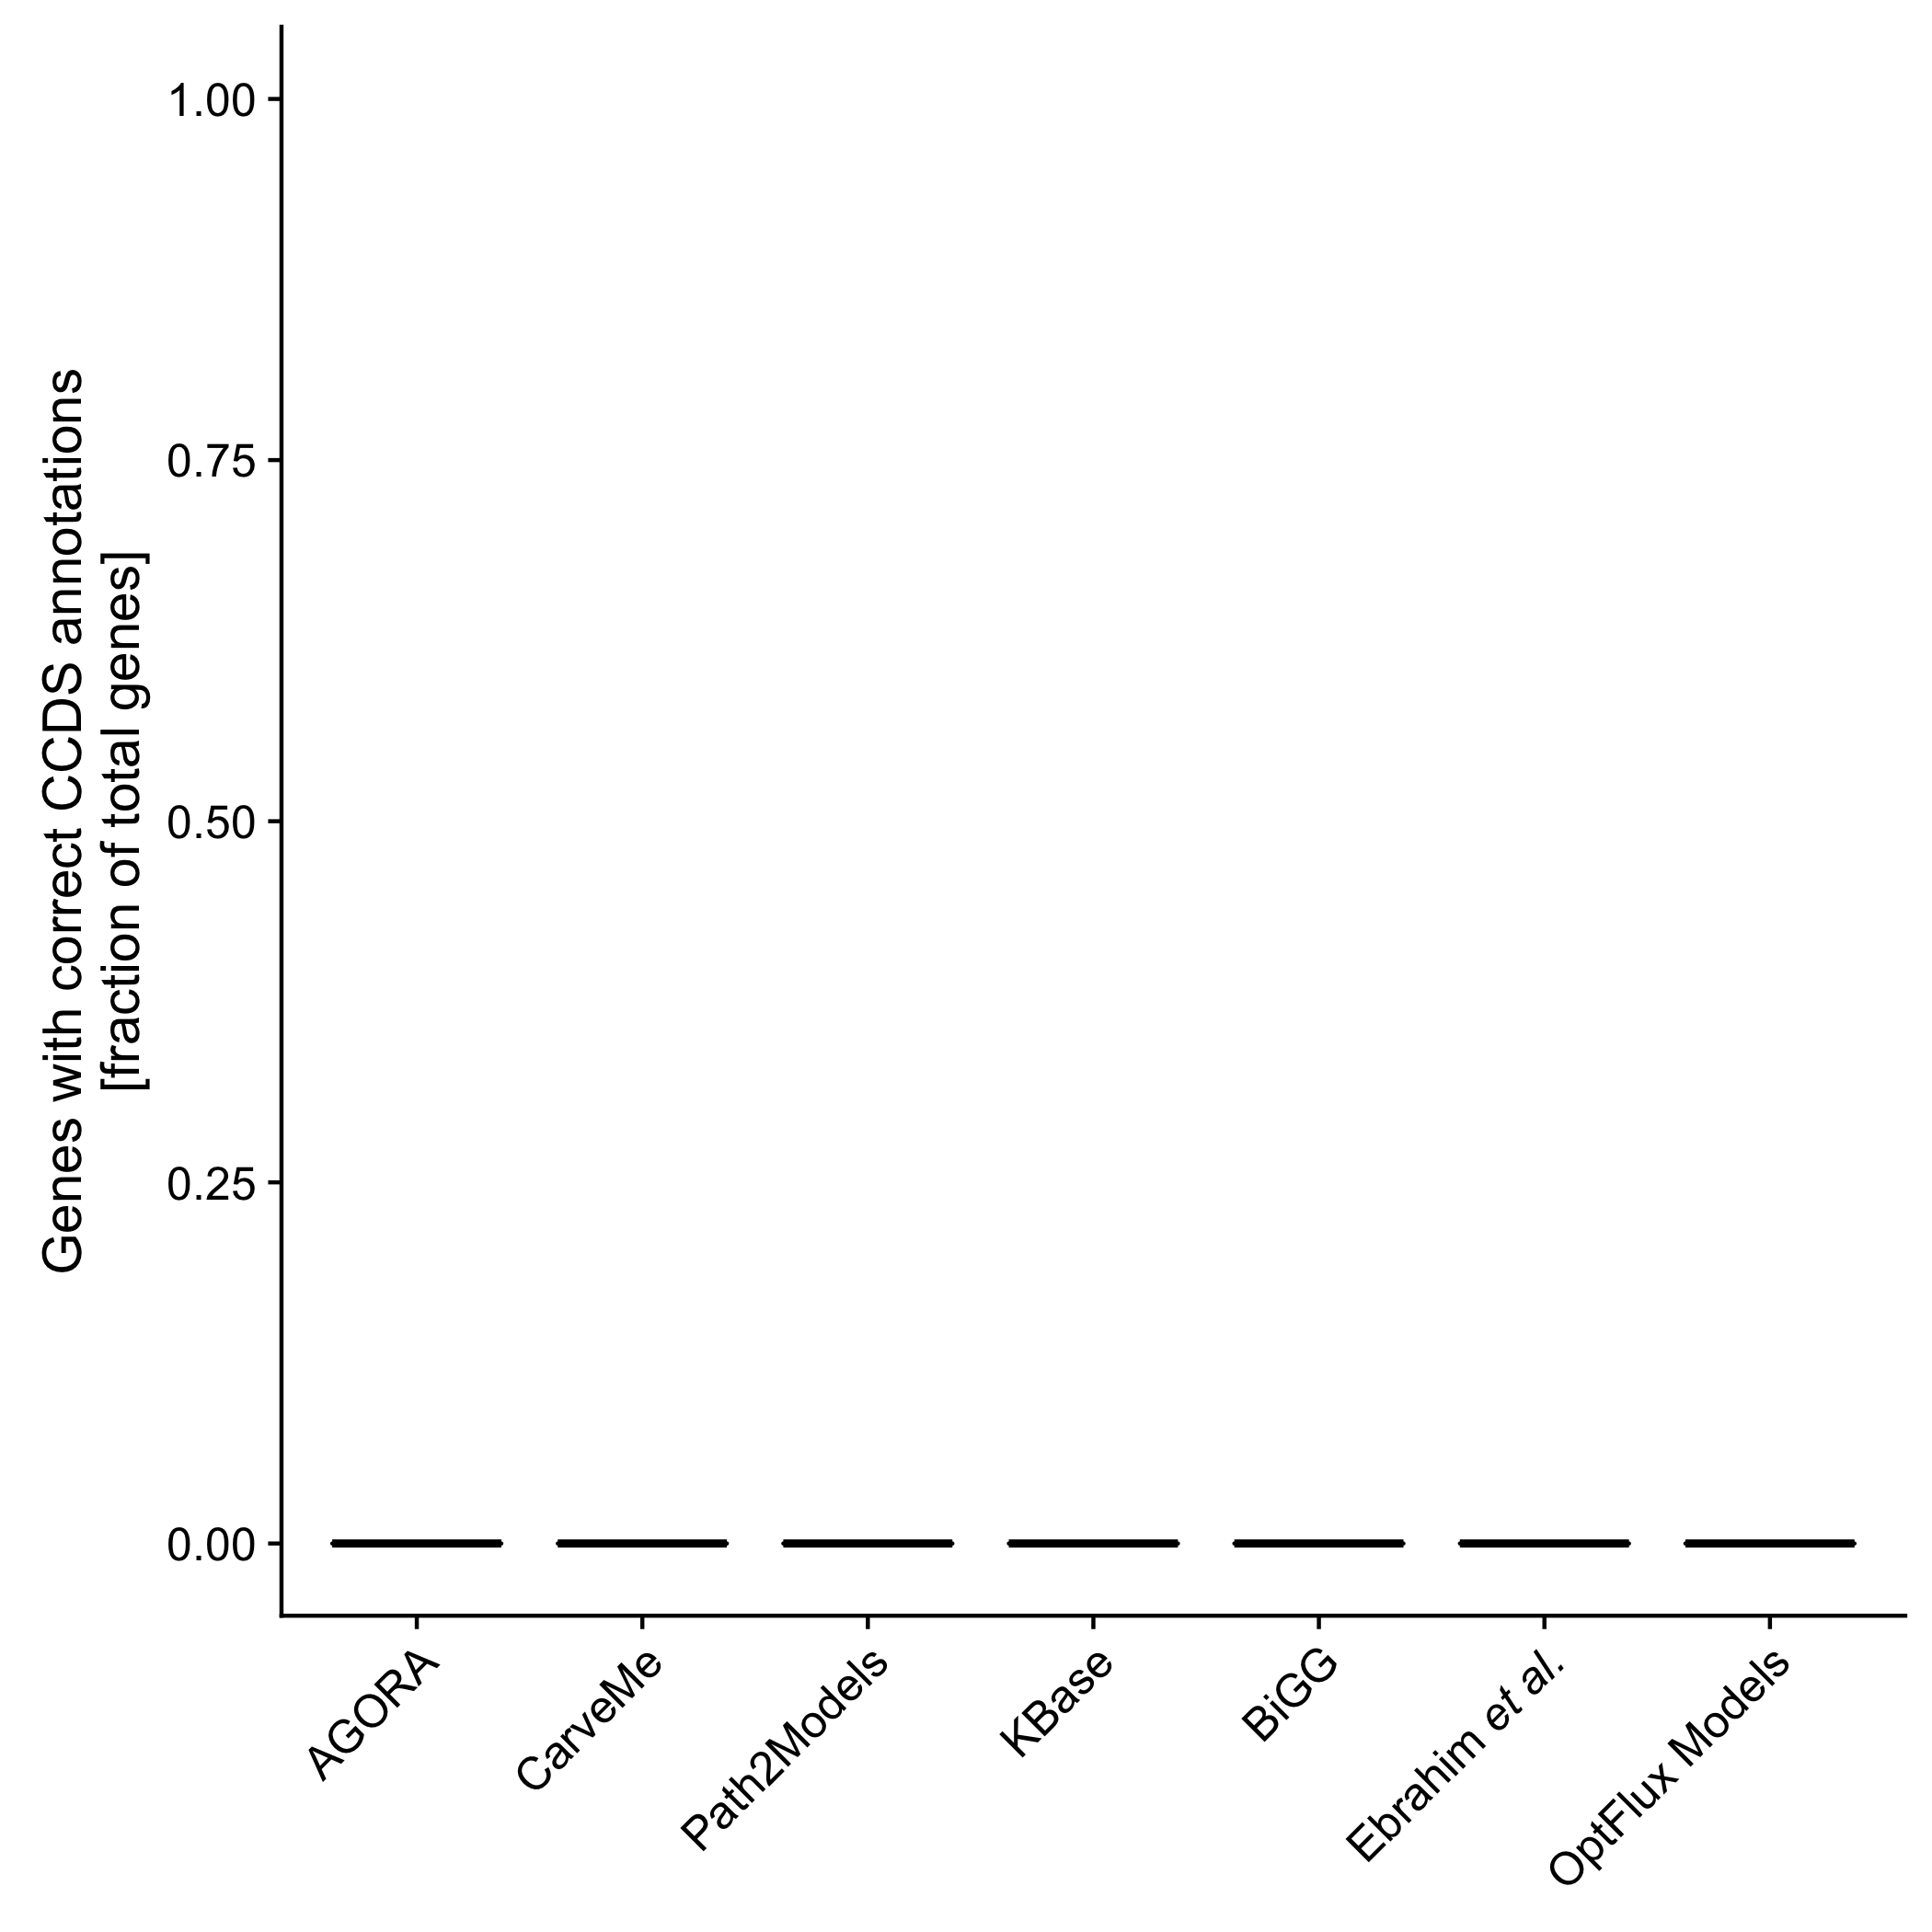 Genes with correct CCDS annotations
[fraction of total genes]
1.00
0.75
0.50
0.25
0.00
AGORA
CarveMe
Path2Models
KBase
BiGG
Ebrahim et al.
OptFlux Models